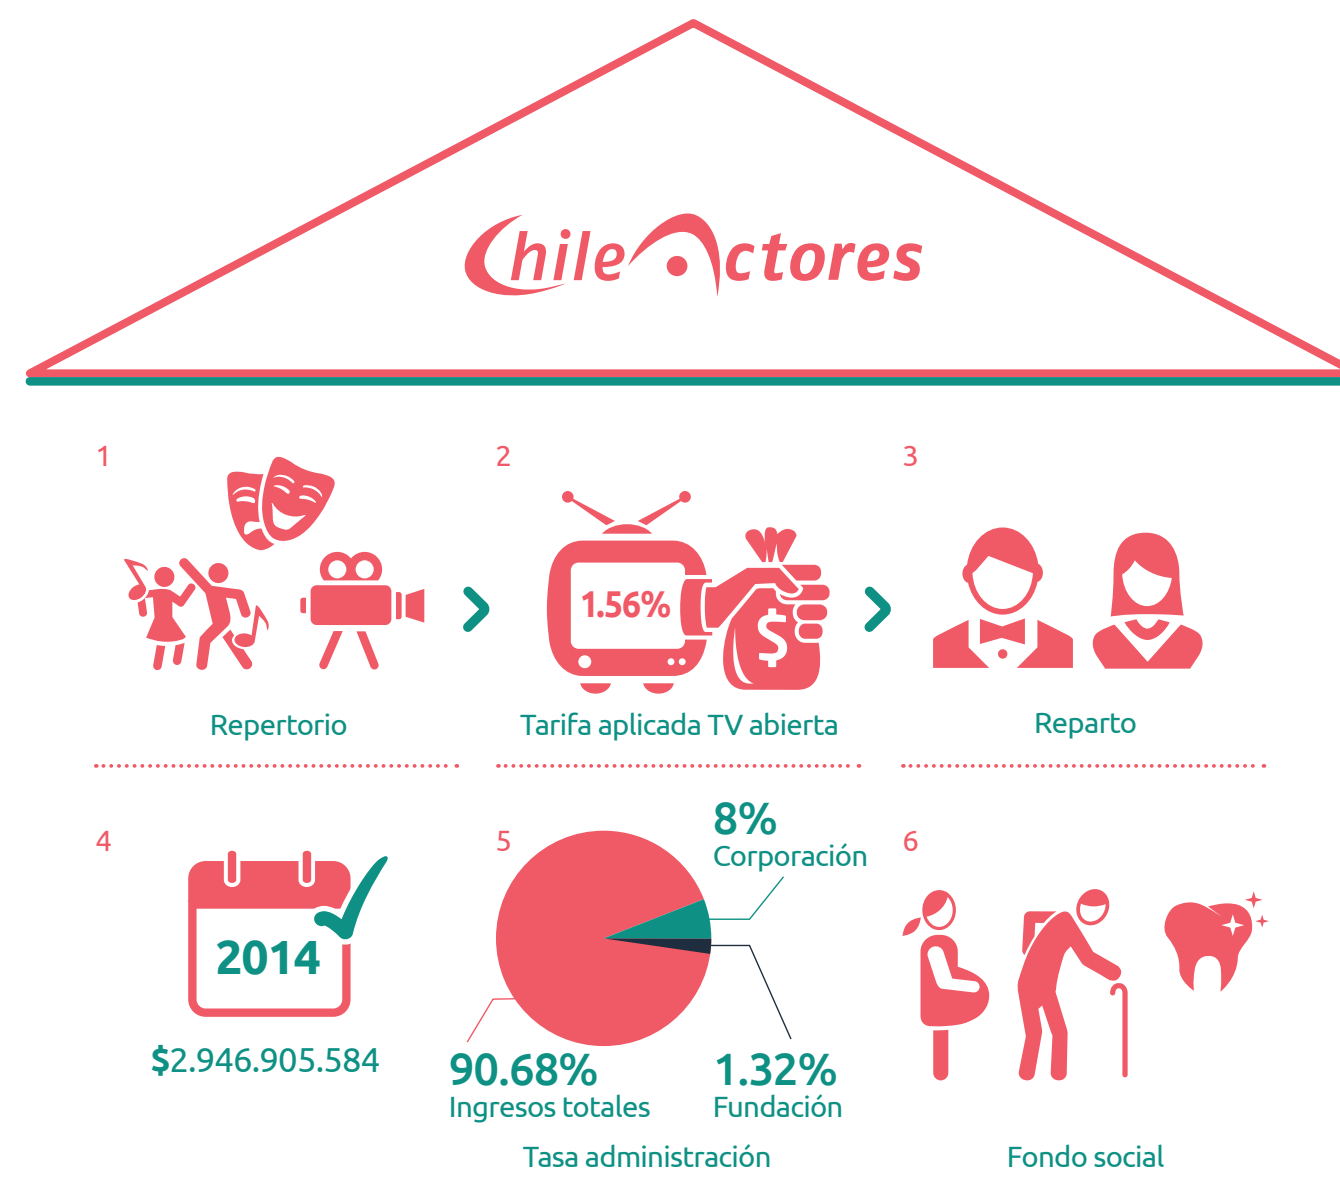 ChileActores
1
2
3
1.56%
$
Repertorio
Tarifa aplicada TV abierta
Reparto
4
2014
$2.946.905.584
5
8%
Corporación
90.68%
Ingresos totales
1.32%
Fundación
Tasa administración
6
Fondo social